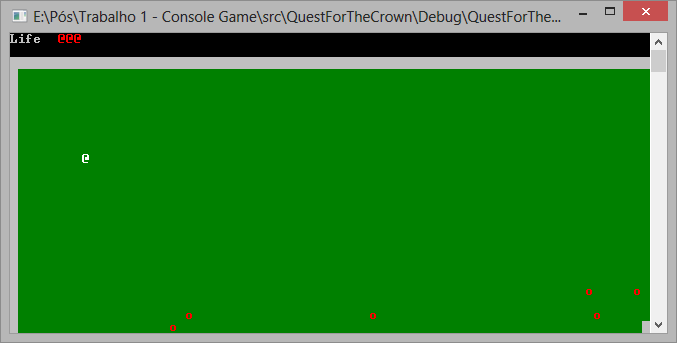 E:\Pós\Trabalho 1 - Console Game\src\QuestForTheCrown\Debug\QuestForThe...
Life @@@
@
q q
q q q
q